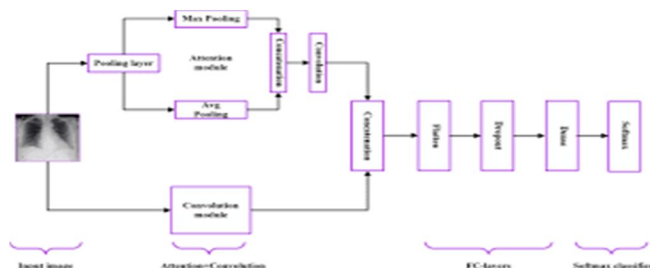 Max Pooling
Pooling layer
Attention
module
Concatenation
Convolution
Avg
Pooling
Concatenation
Flatten
Dropout
Dense
Softmax
Convolution
module
Input image
Attention+Convolution
FC-layers
Softmax classifier